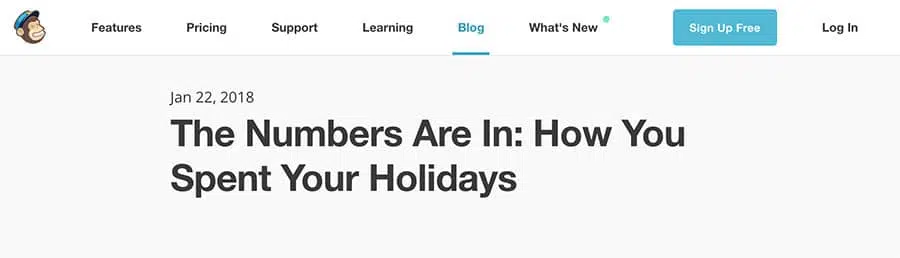 Features Pricing Support Learning Blog What's New Sign Up Free Log In
Jan 22, 2018
The Numbers Are In: How You
Spent Your Holidays